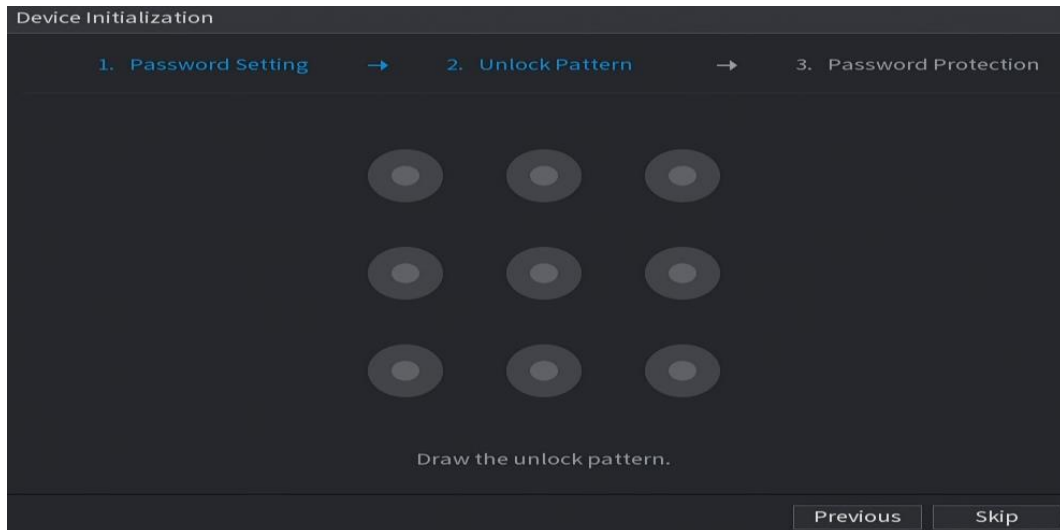 Device Initialization
1. Password Setting → 2. Unlock Pattern → 3. Password Protection
Draw the unlock pattern.
Previous Skip